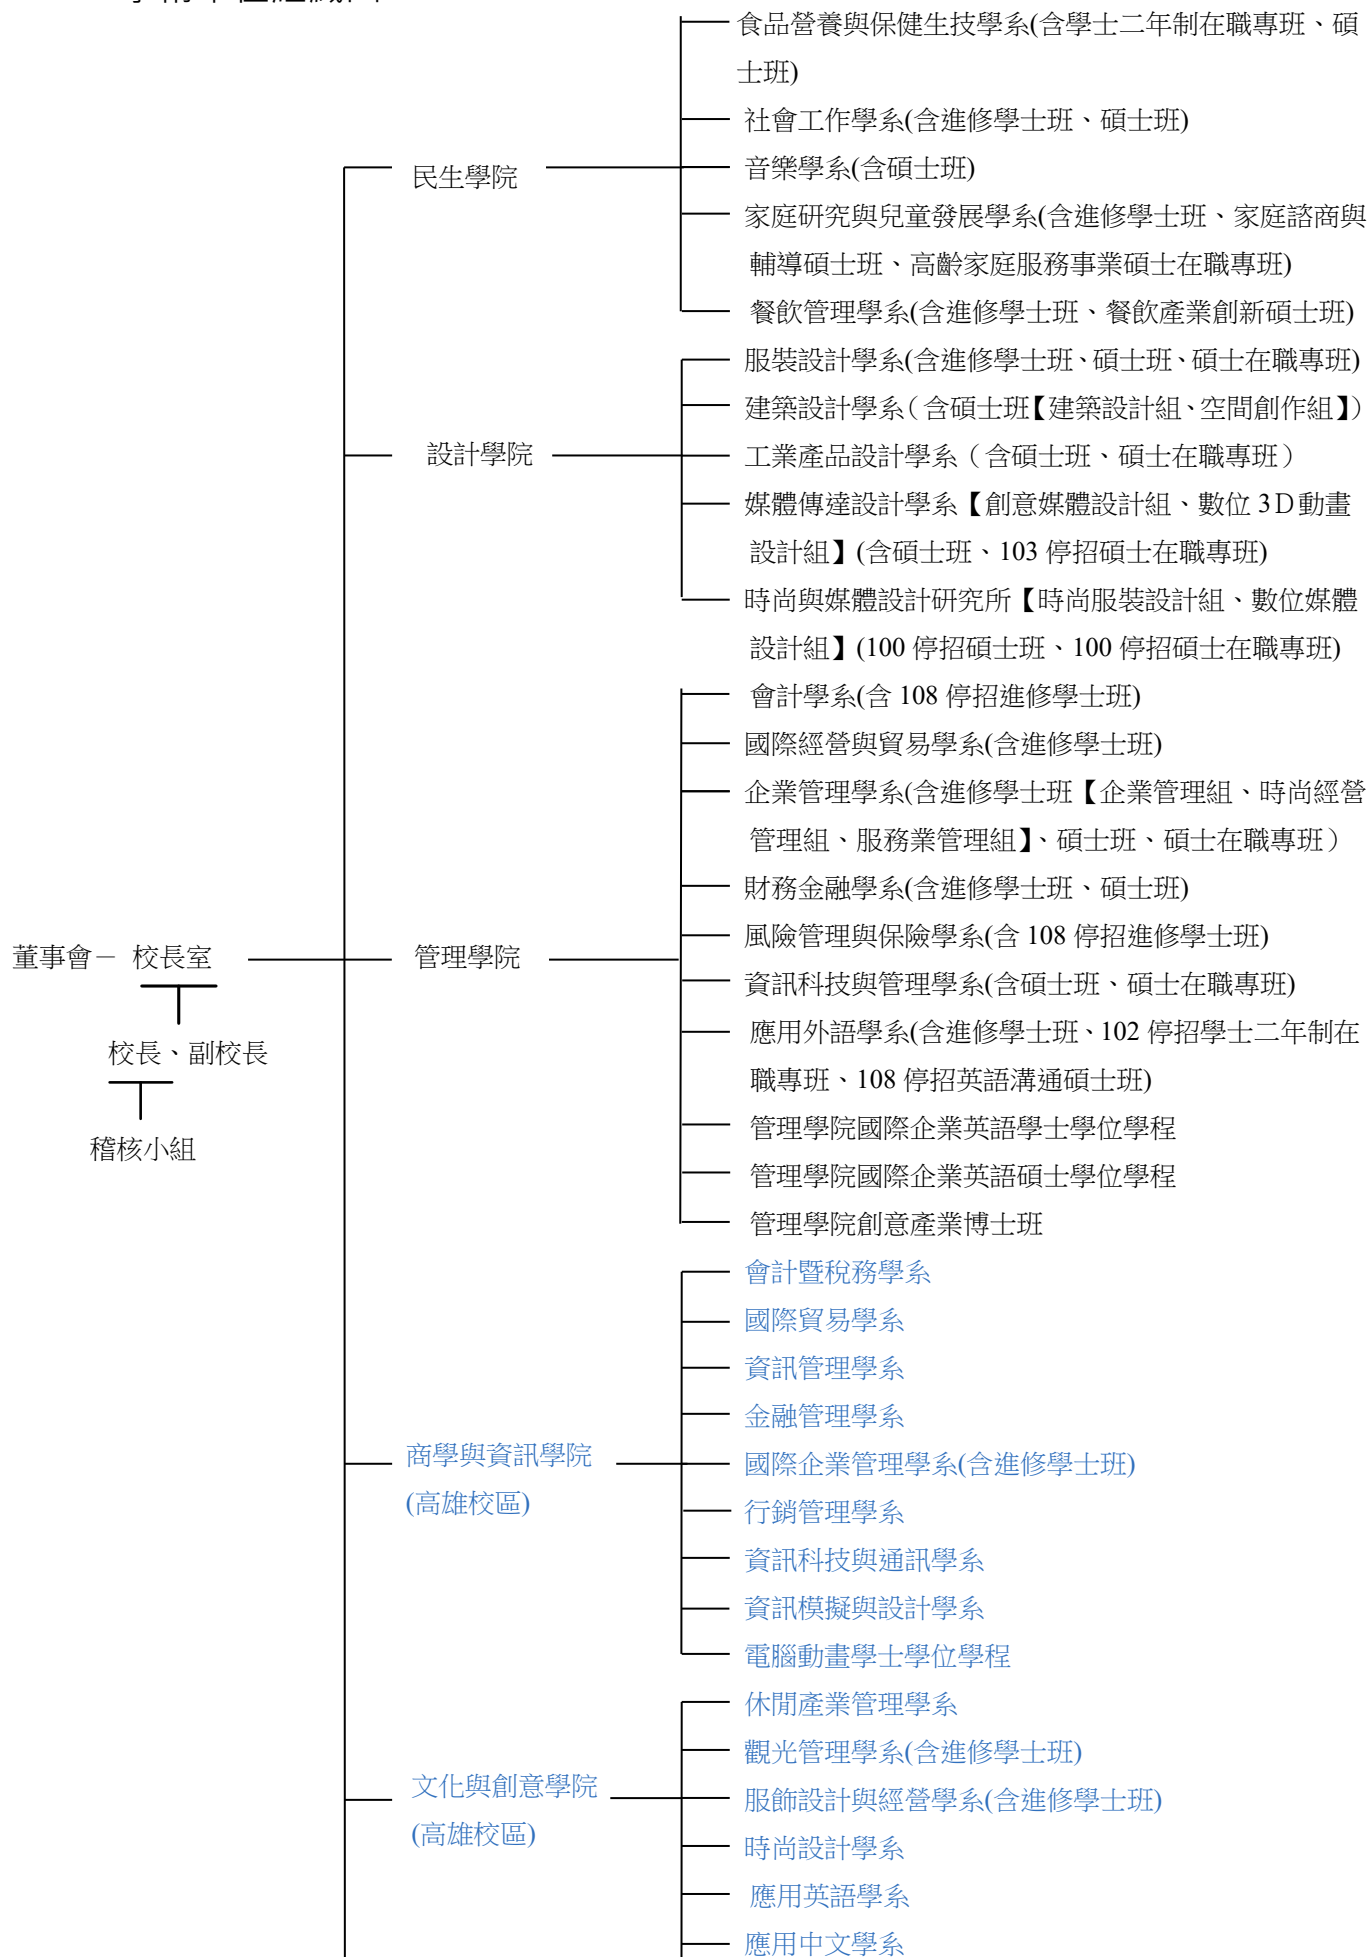 食品營養與保健生技學系(含學士二年制在職專班、碩
士班)
社會工作學系(含進修學士班、碩士班)
民生學院
音樂學系(含碩士班)
家庭研究與兒童發展學系(含進修學士班、家庭諮商與
輔導碩士班、高齡家庭服務事業碩士在職專班)
餐飲管理學系(含進修學士班、餐飲產業創新碩士班)
服裝設計學系(含進修學士班、碩士班、碩士在職專班)
建築設計學系（含碩士班【建築設計組、空間創作組】）
設計學院
工業產品設計學系（含碩士班、碩士在職專班）
媒體傳達設計學系【創意媒體設計組、數位 3D動畫
設計組】(含碩士班、103 停招碩士在職專班)
時尚與媒體設計研究所【時尚服裝設計組、數位媒體
設計組】(100 停招碩士班、100 停招碩士在職專班)
會計學系(含 108 停招進修學士班)
國際經營與貿易學系(含進修學士班)
企業管理學系(含進修學士班【企業管理組、時尚經營
管理組、服務業管理組】、碩士班、碩士在職專班）
財務金融學系(含進修學士班、碩士班)
風險管理與保險學系(含 108 停招進修學士班)
董事會－ 校長室
管理學院
資訊科技與管理學系(含碩士班、碩士在職專班)
應用外語學系(含進修學士班、102 停招學士二年制在
校長、副校長
職專班、108 停招英語溝通碩士班)
管理學院國際企業英語學士學位學程
稽核小組
管理學院國際企業英語碩士學位學程
管理學院創意產業博士班
會計暨稅務學系
國際貿易學系
資訊管理學系
金融管理學系
商學與資訊學院
(高雄校區)
國際企業管理學系(含進修學士班)
行銷管理學系
資訊科技與通訊學系
資訊模擬與設計學系
電腦動畫學士學位學程
休閒產業管理學系
觀光管理學系(含進修學士班)
文化與創意學院
(高雄校區)
服飾設計與經營學系(含進修學士班)
時尚設計學系
應用英語學系
應用中文學系